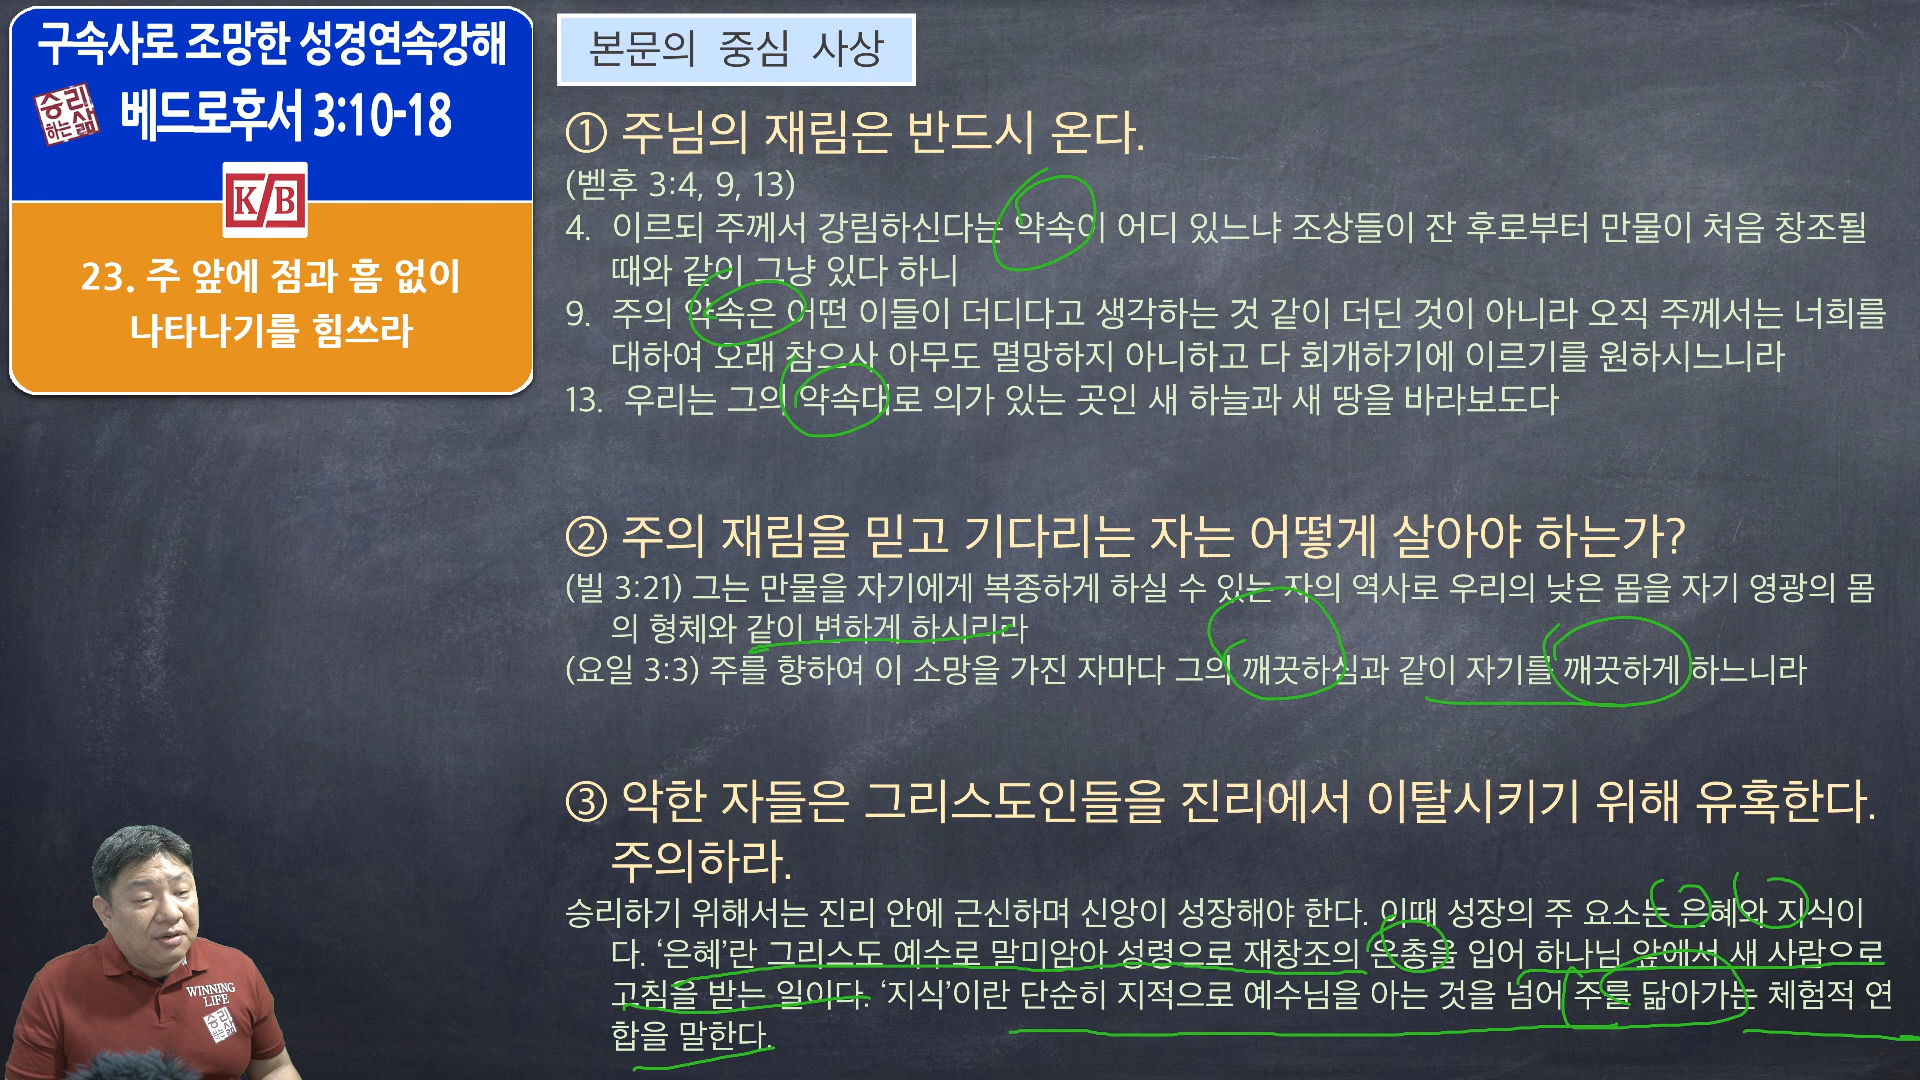 구속사로 조망한 성경연속강해
승리하는 삶
베드로후서 3:10-18
K/B
23. 주 앞에 점과 흠 없이
나타나기를 힘쓰라
본문의 중심 사상
① 주님의 재림은 반드시 온다.
(벧후 3:4, 9, 13)
4. 이르되 주께서 강림하신다는 약속이 어디 있느냐 조상들이 잔 후로부터 만물이 처음 창조될
때와 같이 그냥 있다 하니
9. 주의 약속은 어떤 이들이 더디다고 생각하는 것 같이 더딘 것이 아니라 오직 주께서는 너희를
대하여 오래 참으사 아무도 멸망하지 아니하고 다 회개하기에 이르기를 원하시느니라
13. 우리는 그의 약속대로 의가 있는 곳인 새 하늘과 새 땅을 바라보도다
② 주의 재림을 믿고 기다리는 자는 어떻게 살아야 하는가?
(빌 3:21) 그는 만물을 자기에게 복종하게 하실 수 있는 자의 역사로 우리의 낮은 몸을 자기 영광의 몸
의 형체와 같이 변하게 하시리라
(요일 3:3) 주를 향하여 이 소망을 가진 자마다 그의 깨끗하심과 같이 자기를 깨끗하게 하느니라
③ 악한 자들은 그리스도인들을 진리에서 이탈시키기 위해 유혹한다.
주의하라.
승리하기 위해서는 진리 안에 근신하며 신앙이 성장해야 한다. 이때 성장의 주 요소는 은혜와 지식이
다. ‘은혜’란 그리스도 예수로 말미암아 성령으로 재창조의 은총을 입어 하나님 앞에서 새 사람으로
고침을 받는 일이다. ‘지식’이란 단순히 지적으로 예수님을 아는 것을 넘어 주를 닮아가는 체험적 연
합을 말한다.
WINNING
LIFE